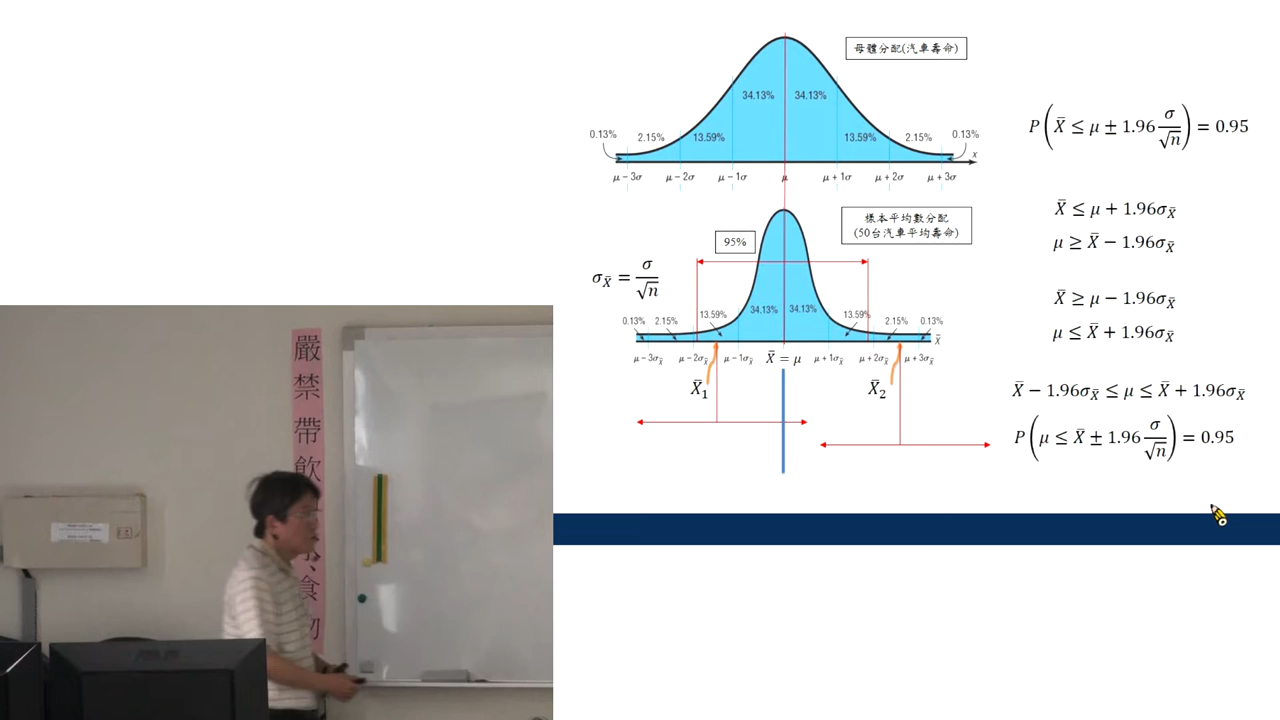 母體分配(汽車壽命)
34.13% 34.13%
0.13% 2.15% 13.59% 13.59% 2.15% 0.13%
x
μ − 3σ μ − 2σ μ − 1σ μ μ + 1σ μ + 2σ μ + 3σ
P(X̄ ≤ μ ± 1.96 σ/√n) = 0.95
樣本平均數分配
(50台汽車平均壽命)
95%
σ_X̄ = σ/√n
34.13% 34.13%
0.13% 2.15% 13.59% 13.59% 2.15% 0.13%
X̄
μ − 3σ_X̄ μ − 2σ_X̄ μ − 1σ_X̄ X̄ = μ μ + 1σ_X̄ μ + 2σ_X̄ μ + 3σ_X̄
X̄₁ X̄₂
X̄ ≤ μ + 1.96σ_X̄
μ ≥ X̄ − 1.96σ_X̄
X̄ ≥ μ − 1.96σ_X̄
μ ≤ X̄ + 1.96σ_X̄
X̄ − 1.96σ_X̄ ≤ μ ≤ X̄ + 1.96σ_X̄
P(μ ≤ X̄ ± 1.96 σ/√n) = 0.95
嚴禁帶飲
、食物
ASUS